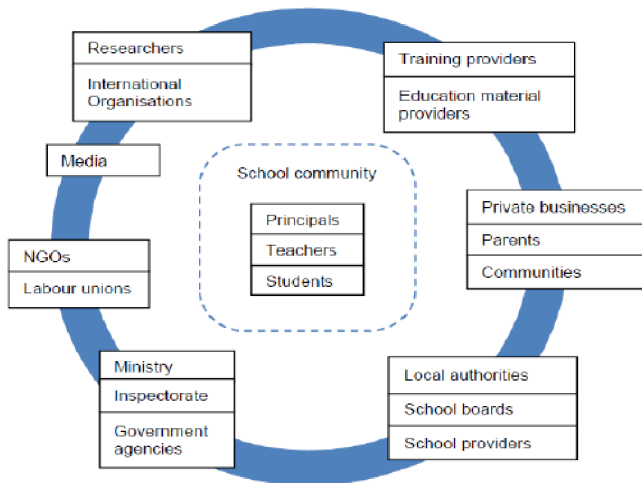 Researchers
International
Organisations
Training providers
Education material
providers
Media
School community
Principals
Teachers
Students
Private businesses
Parents
Communities
NGOs
Labour unions
Ministry
Inspectorate
Government
agencies
Local authorities
School boards
School providers